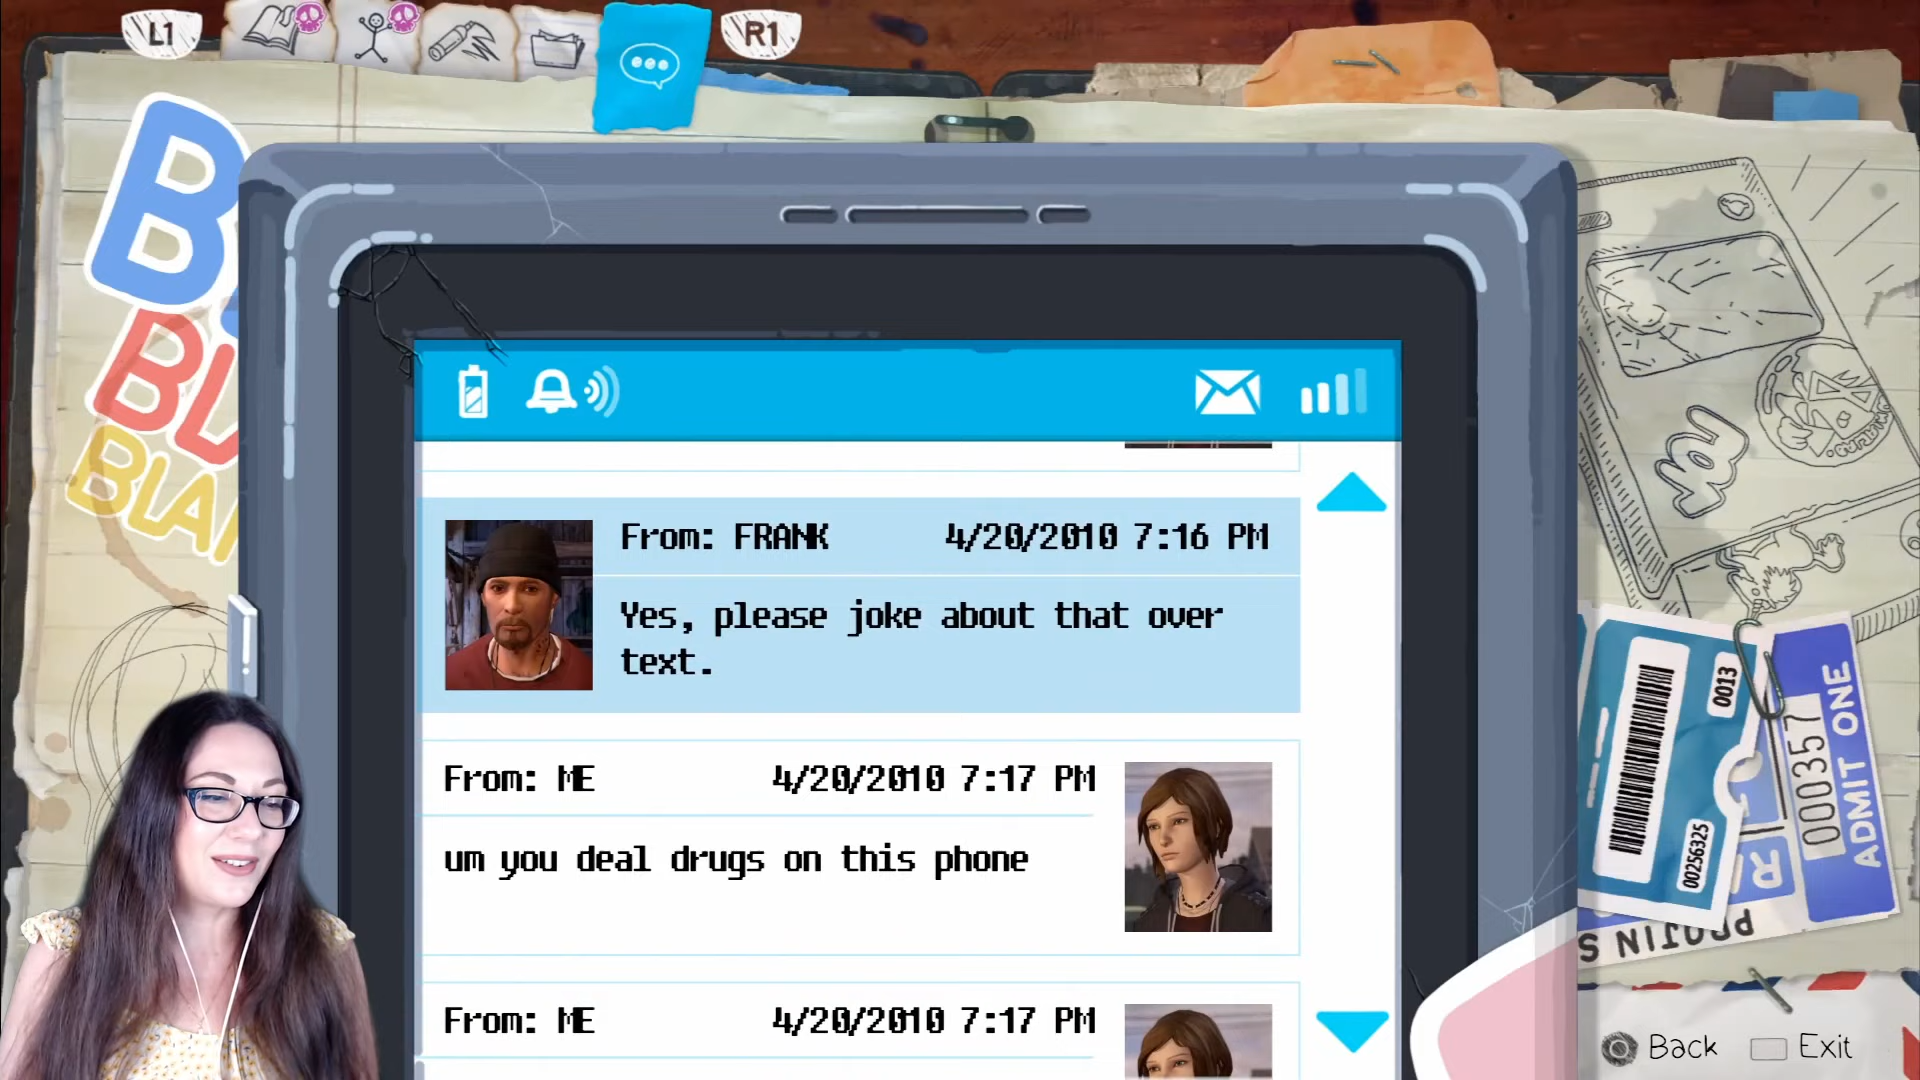 L1
R1
From: FRANK 4/20/2010 7:16 PM
Yes, please joke about that over
text.
From: ME 4/20/2010 7:17 PM
um you deal drugs on this phone
From: ME 4/20/2010 7:17 PM
0013
00256325
000357
ADMIT ONE
Back
Exit